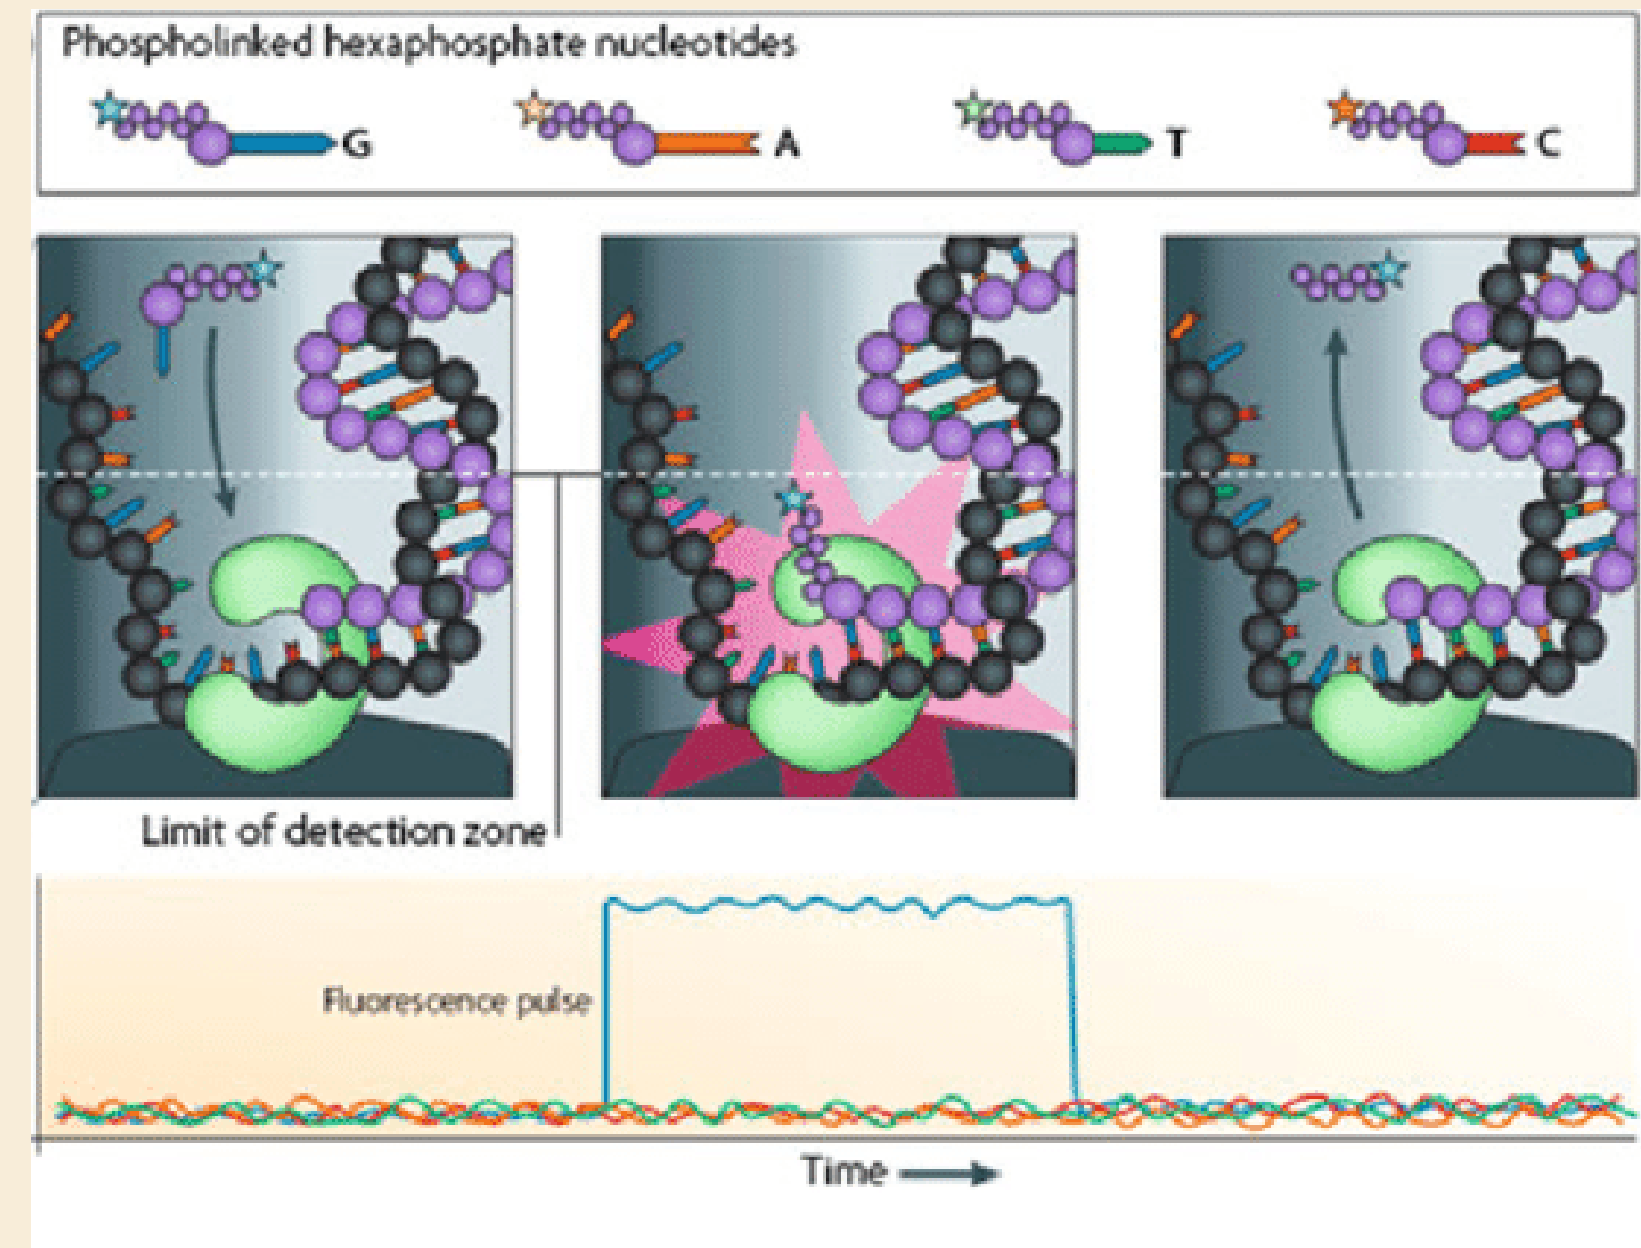 Phospholinked hexaphosphate nucleotides
G A T C
Limit of detection zone
Fluorescence pulse
Time